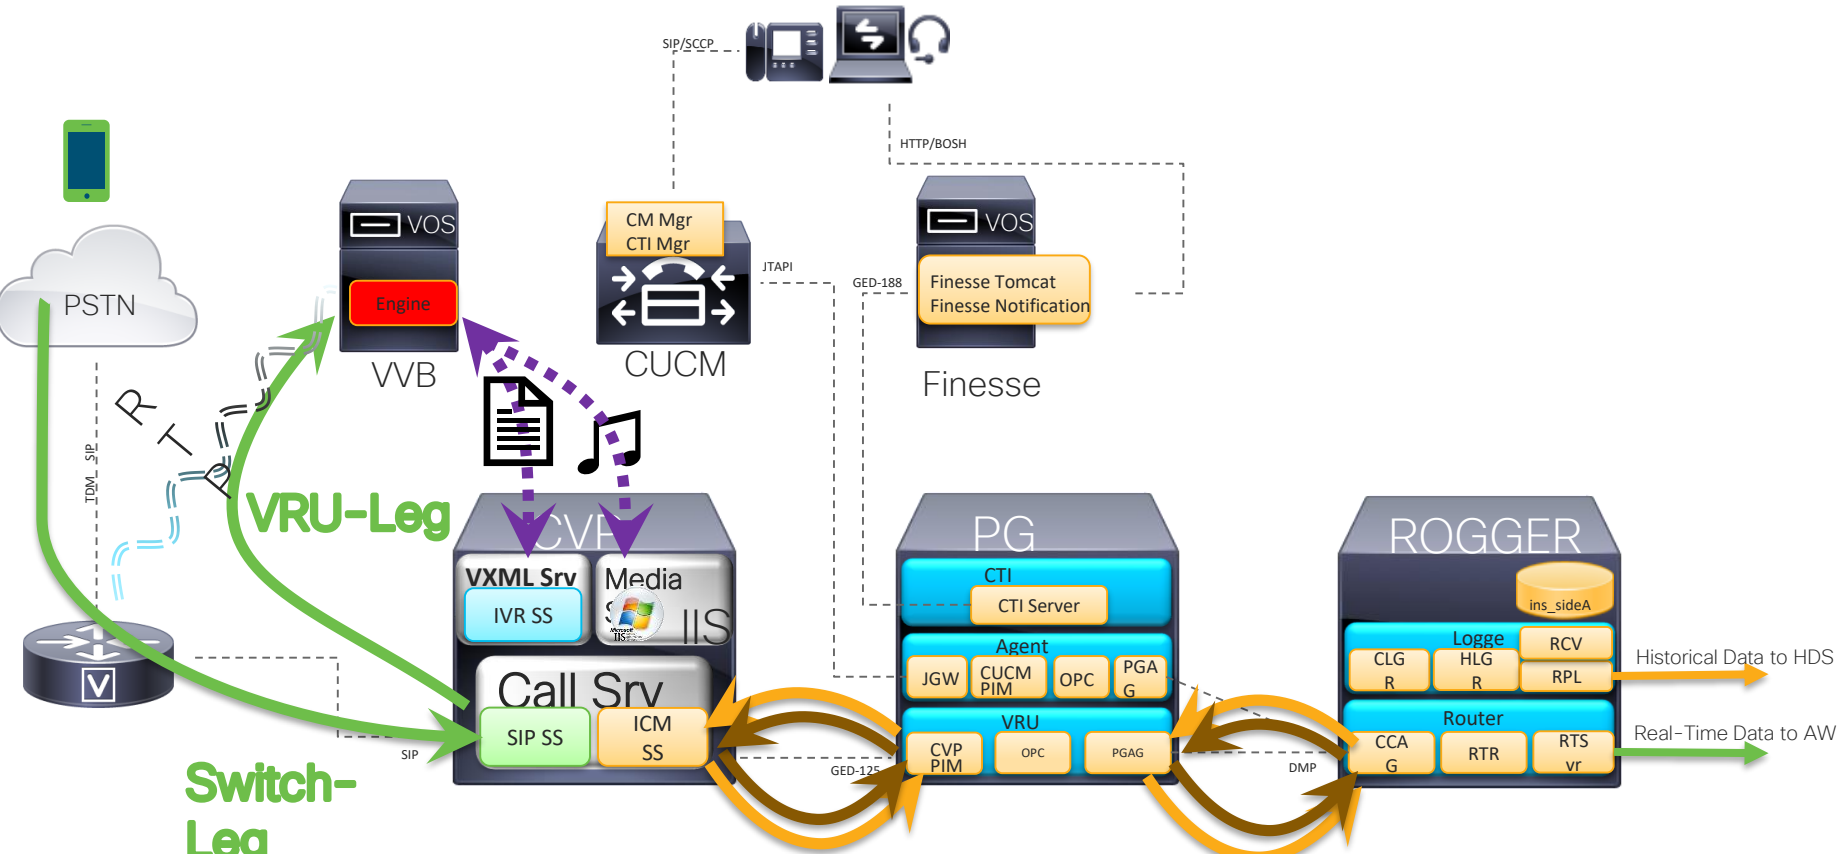 SIP/SCCP
HTTP/BOSH
VOS
Engine
VVB
CM Mgr
CTI Mgr
CUCM
JTAPI
VOS
GED-188
Finesse Tomcat
Finesse Notification
Finesse
PSTN
TDM
SIP
R
T
P
VRU-Leg
Switch-
Leg
V
SIP
CVP
VXML Srv
IVR SS
Media
S
Microsoft
IIS
IIS
Call Srv
SIP SS
ICM
SS
GED-125
PG
CTI
CTI Server
Agent
JGW
CUCM
PIM
OPC
PGA
G
VRU
CVP
PIM
OPC
PGAG
DMP
ROGGER
ins_sideA
Logge
CLG
R
HLG
R
RCV
RPL
Router
CCA
G
RTR
RTS
vr
Historical Data to HDS
Real-Time Data to AW